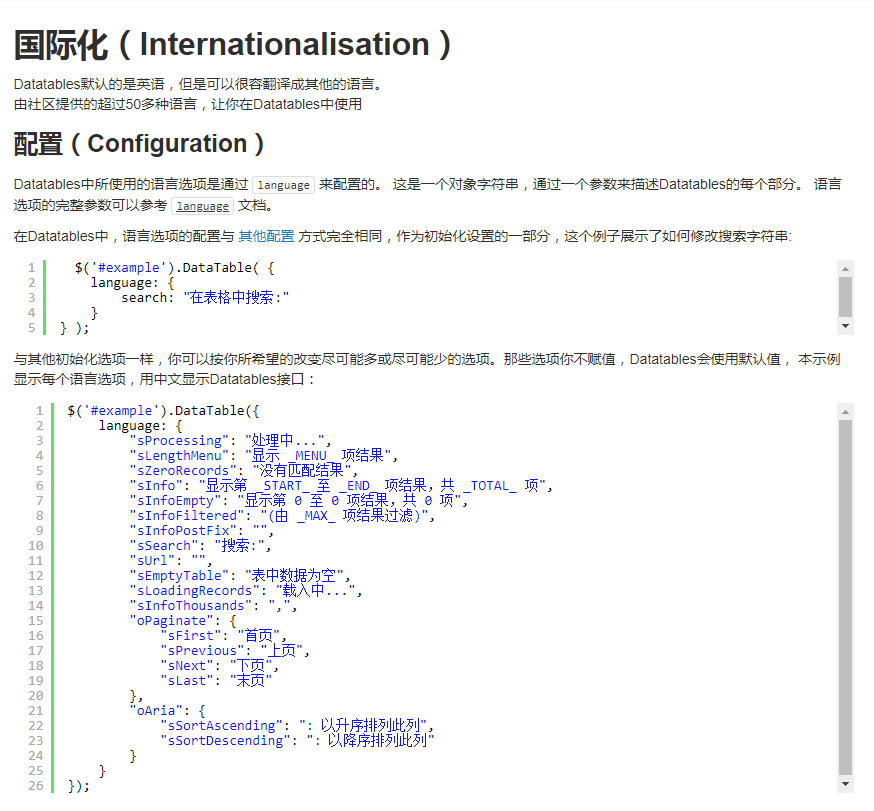 国际化（Internationalisation）
Datatables默认的是英语，但是可以很容翻译成其他的语言。
由社区提供的超过50多种语言，让你在Datatables中使用
配置（Configuration）
Datatables中所使用的语言选项是通过 language 来配置的。 这是一个对象字符串，通过一个参数来描述Datatables的每个部分。 语言
选项的完整参数可以参考 language 文档。
在Datatables中，语言选项的配置与 其他配置 方式完全相同，作为初始化设置的一部分，这个例子展示了如何修改搜索字符串:
1 $('#example').DataTable( {
2 language: {
3 search: "在表格中搜索:"
4 }
5 } );
与其他初始化选项一样，你可以按你所希望的改变尽可能多或尽可能少的选项。那些选项你不赋值，Datatables会使用默认值， 本示例
显示每个语言选项，用中文显示Datatables接口：
1 $('#example').DataTable({
2 language: {
3 "sProcessing": "处理中...",
4 "sLengthMenu": "显示 _MENU_ 项结果",
5 "sZeroRecords": "没有匹配结果",
6 "sInfo": "显示第 _START_ 至 _END_ 项结果，共 _TOTAL_ 项",
7 "sInfoEmpty": "显示第 0 至 0 项结果，共 0 项",
8 "sInfoFiltered": "(由 _MAX_ 项结果过滤)",
9 "sInfoPostFix": "",
10 "sSearch": "搜索:",
11 "sUrl": "",
12 "sEmptyTable": "表中数据为空",
13 "sLoadingRecords": "载入中...",
14 "sInfoThousands": ",",
15 "oPaginate": {
16 "sFirst": "首页",
17 "sPrevious": "上页",
18 "sNext": "下页",
19 "sLast": "末页"
20 },
21 "oAria": {
22 "sSortAscending": ": 以升序排列此列",
23 "sSortDescending": ": 以降序排列此列"
24 }
25 }
26 });